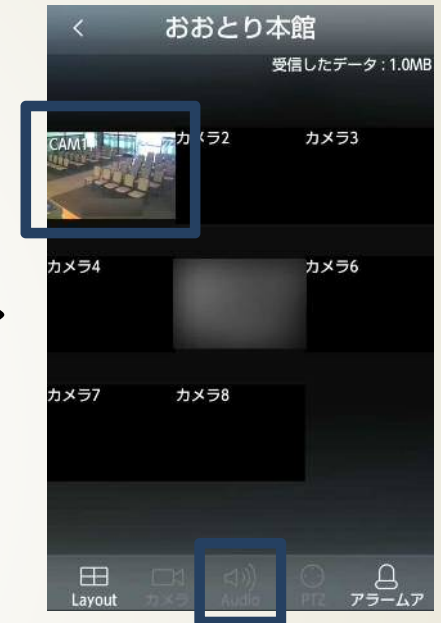 おおとり本館
受信したデータ : 1.0MB
CAM1
カメラ2
カメラ3
カメラ4
カメラ6
カメラ7
カメラ8
Layout
カメラ
Audio
PTZ
アラームア